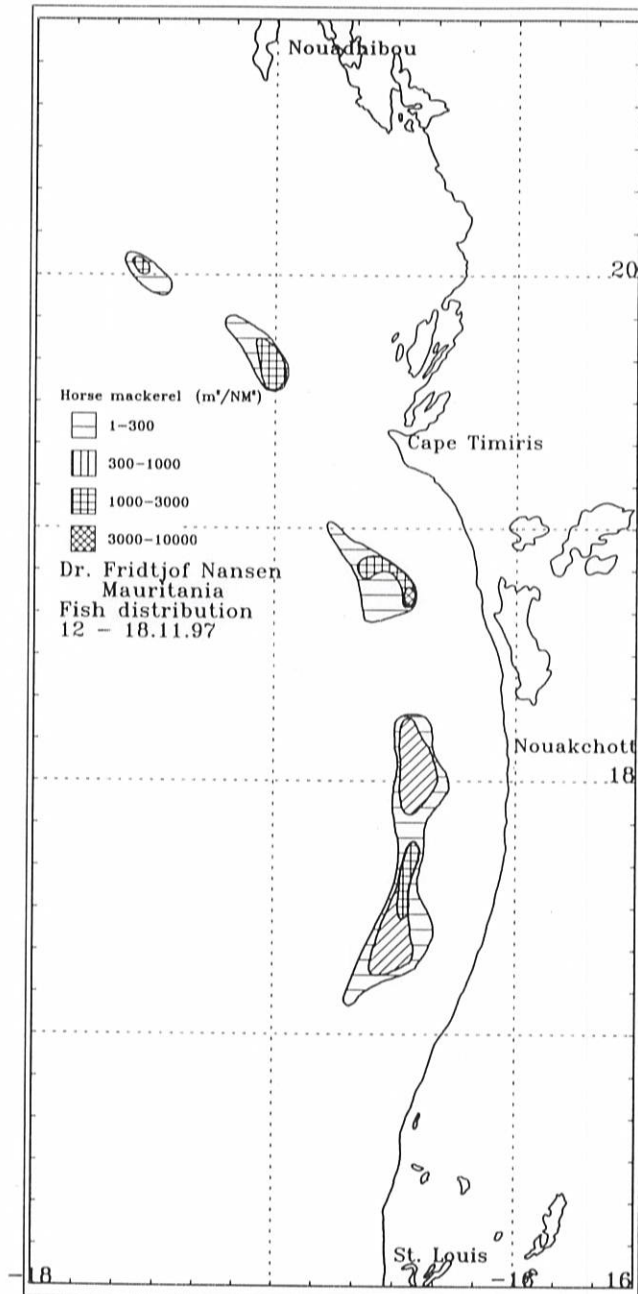 Nouadhibou
20
Horse mackerel (m²/NM²)
1-300
300-1000
1000-3000
3000-10000
Cape Timiris
Dr. Fridtjof Nansen
Mauritania
Fish distribution
12 - 18.11.97
Nouakchott
18
St. Louis
-18
-16
16